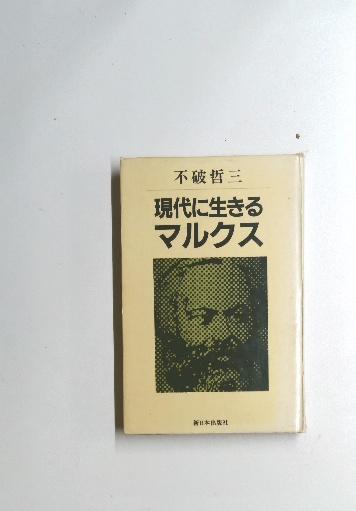 不破哲三
現代に生きる
マルクス
新日本出版社